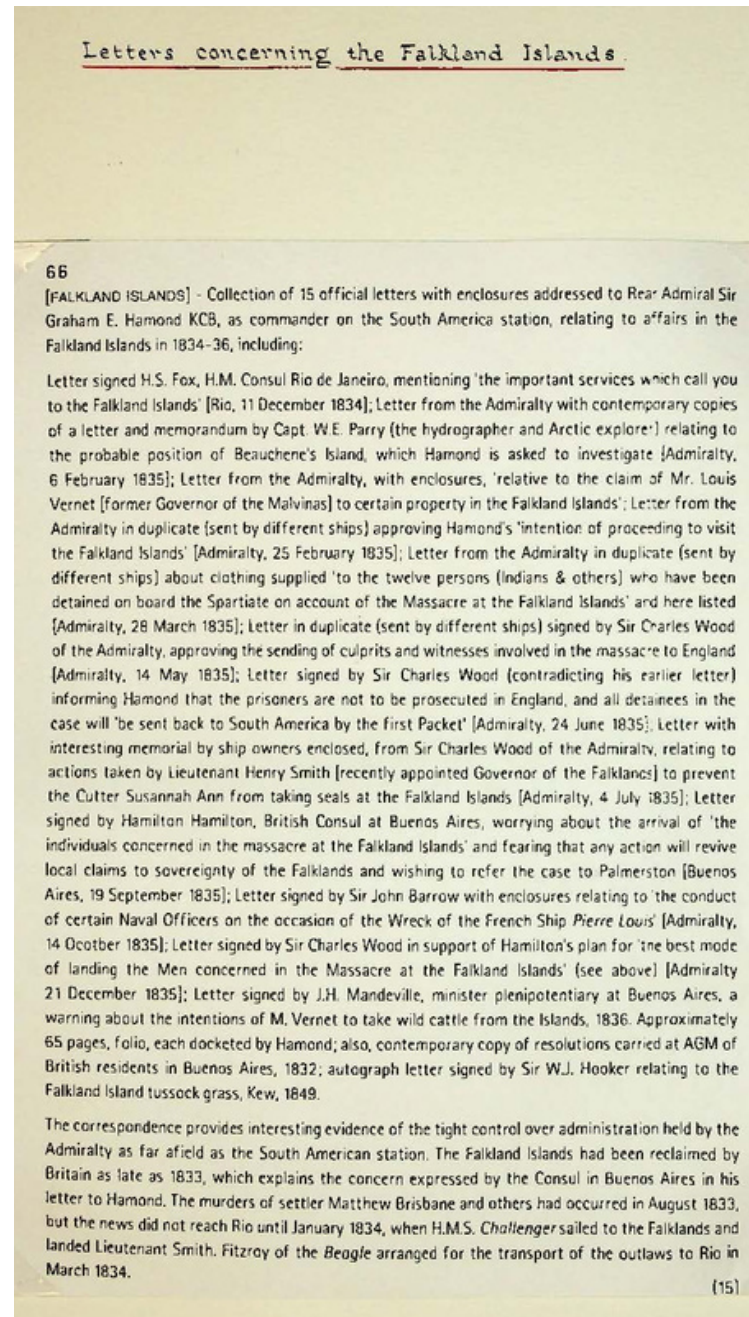 Letters concerning the Falkland Islands.
66
[FALKLAND ISLANDS] - Collection of 15 official letters with enclosures addressed to Rear Admiral Sir
Graham E. Hamond KCB, as commander on the South America station, relating to affairs in the
Falkland Islands in 1834-36, including:
Letter signed H.S. Fox, H.M. Consul Rio de Janeiro, mentioning 'the important services which call you
to the Falkland Islands' [Rio, 11 December 1834]; Letter from the Admiralty with contemporary copies
of a letter and memorandum by Capt. W.E. Parry (the hydrographer and Arctic explorer) relating to
the probable position of Beauchene's Island, which Hamond is asked to investigate [Admiralty,
6 February 1835]; Letter from the Admiralty, with enclosures, 'relative to the claim of Mr. Louis
Vernet [former Governor of the Malvinas] to certain property in the Falkland Islands'; Letter from the
Admiralty in duplicate (sent by different ships) approving Hamond's 'intention of proceeding to visit
the Falkland Islands' [Admiralty, 25 February 1835]; Letter from the Admiralty in duplicate (sent by
different ships) about clothing supplied 'to the twelve persons (Indians & others) who have been
detained on board the Spartiate on account of the Massacre at the Falkland Islands' and here listed
[Admiralty, 28 March 1835]; Letter in duplicate (sent by different ships) signed by Sir Charles Wood
of the Admiralty, approving the sending of culprits and witnesses involved in the massacre to England
[Admiralty, 14 May 1835]; Letter signed by Sir Charles Wood (contradicting his earlier letter)
informing Hamond that the prisoners are not to be prosecuted in England, and all detainees in the
case will 'be sent back to South America by the first Packet' [Admiralty, 24 June 1835]. Letter with
interesting memorial by ship owners enclosed, from Sir Charles Wood of the Admiralty, relating to
actions taken by Lieutenant Henry Smith [recently appointed Governor of the Falklands] to prevent
the Cutter Susannah Ann from taking seals at the Falkland Islands [Admiralty, 4 July 1835]; Letter
signed by Hamilton Hamilton, British Consul at Buenos Aires, worrying about the arrival of 'the
individuals concerned in the massacre at the Falkland Islands' and fearing that any action will revive
local claims to sovereignty of the Falklands and wishing to refer the case to Palmerston [Buenos
Aires, 19 September 1835]; Letter signed by Sir John Barrow with enclosures relating to 'the conduct
of certain Naval Officers on the occasion of the Wreck of the French Ship Pierre Louis' [Admiralty,
14 Ocotber 1835]; Letter signed by Sir Charles Wood in support of Hamilton's plan for 'the best mode
of landing the Men concerned in the Massacre at the Falkland Islands' (see above) [Admiralty
21 December 1835]; Letter signed by J.H. Mandeville, minister plenipotentiary at Buenos Aires, a
warning about the intentions of M. Vernet to take wild cattle from the Islands, 1836. Approximately
65 pages, folio, each docketed by Hamond; also, contemporary copy of resolutions carried at AGM of
British residents in Buenos Aires, 1832; autograph letter signed by Sir W.J. Hooker relating to the
Falkland Island tussock grass, Kew, 1849.
The correspondence provides interesting evidence of the tight control over administration held by the
Admiralty as far afield as the South American station. The Falkland Islands had been reclaimed by
Britain as late as 1833, which explains the concern expressed by the Consul in Buenos Aires in his
letter to Hamond. The murders of settler Matthew Brisbane and others had occurred in August 1833,
but the news did not reach Rio until January 1834, when H.M.S. Challenger sailed to the Falklands and
landed Lieutenant Smith. Fitzroy of the Beagle arranged for the transport of the outlaws to Rio in
March 1834.
(15)